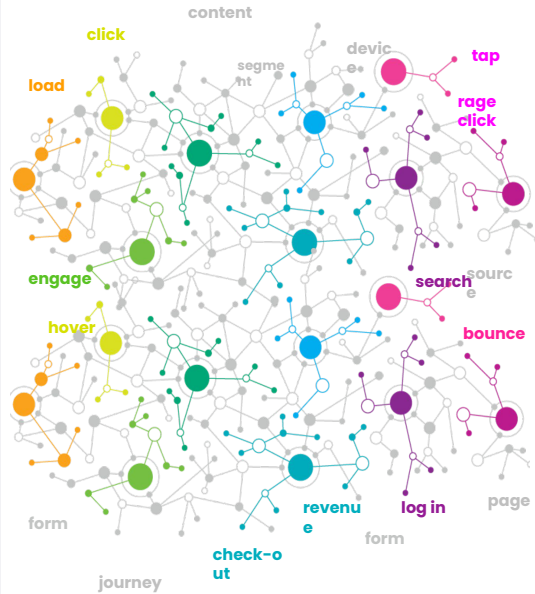 content
click
devic
e
segme
nt
tap
load
rage
click
engage
search
sourc
e
hover
bounce
revenu
e
log in
page
form
form
check-o
ut
journey